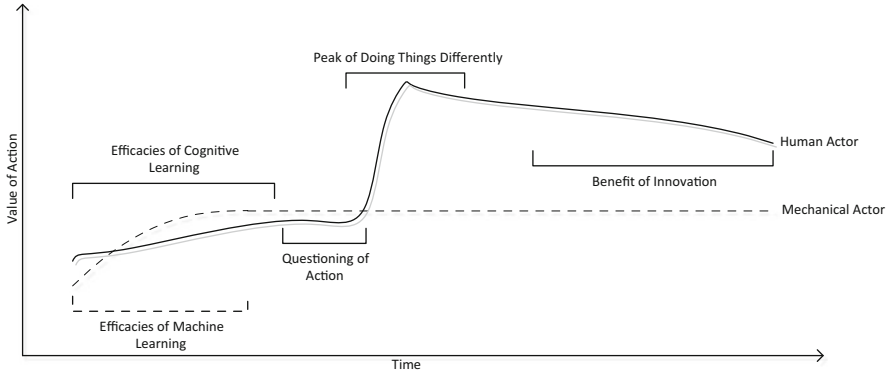 Peak of Doing Things Differently
Human Actor
Efficacies of Cognitive
Learning
Benefit of Innovation
Mechanical Actor
Questioning of
Action
Efficacies of Machine
Learning
Value of Action
Time